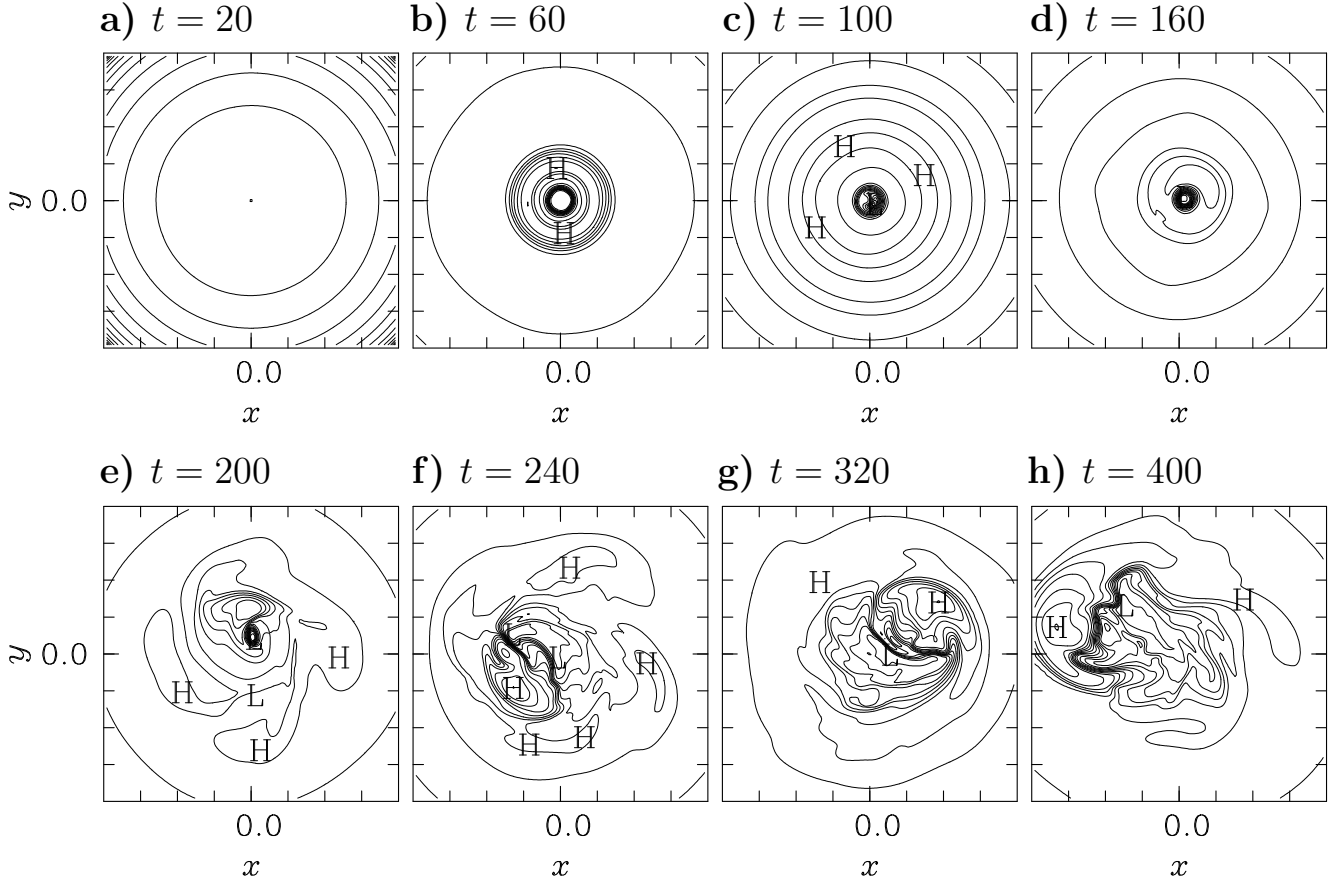 a) t = 20 b) t = 60 c) t = 100 d) t = 160
H
H
H
H
H
y 0.0
0.0 0.0 0.0 0.0
x x x x
e) t = 200 f) t = 240 g) t = 320 h) t = 400
H
H
H
H
L
L
L
H
y 0.0
L
H
H
L
H
H
L
H
H
H
H
L
0.0 0.0 0.0 0.0
x x x x